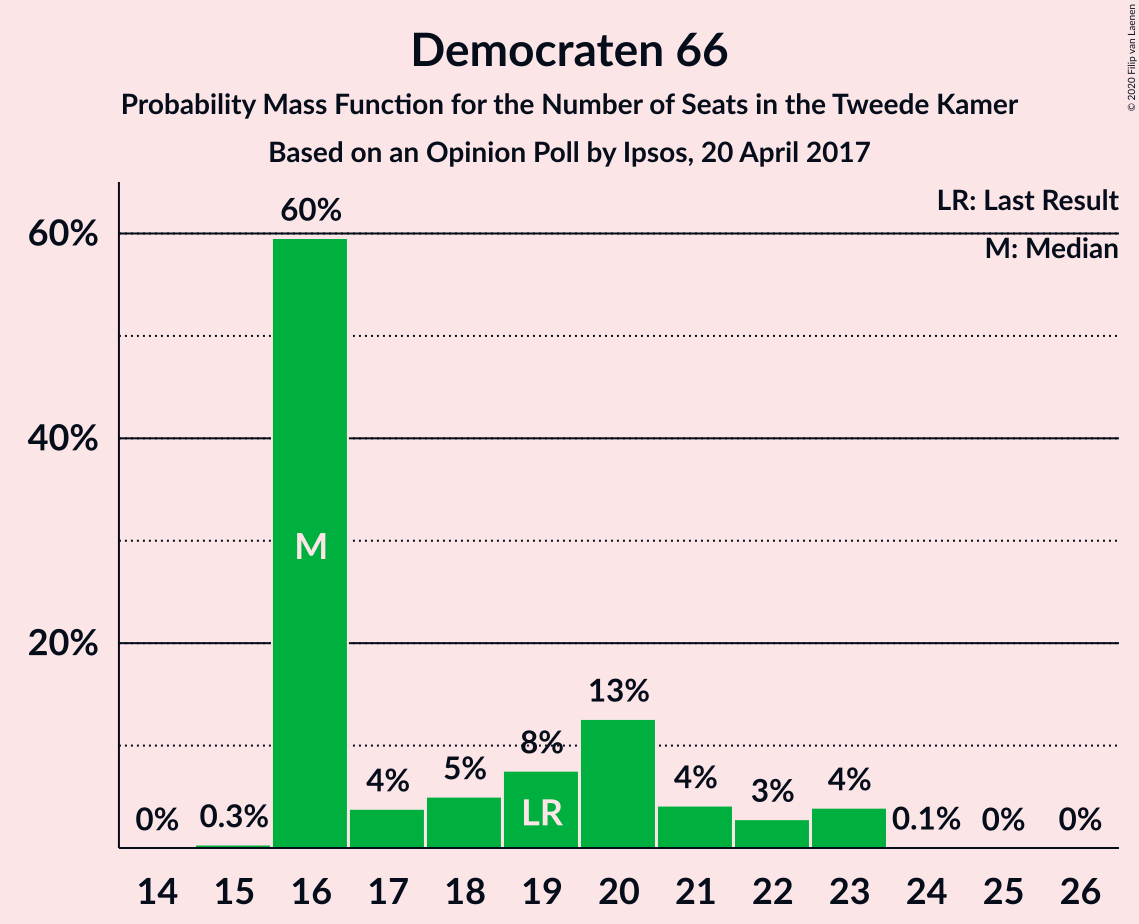 Democraten 66
Probability Mass Function for the Number of Seats in the Tweede Kamer
Based on an Opinion Poll by Ipsos, 20 April 2017
© 2020 Filip van Laenen
LR: Last Result
M: Median
60%
40%
20%
0%
0.3%
60%
4%
5%
8%
13%
4%
3%
4%
0.1%
0%
0%
M
LR
14 15 16 17 18 19 20 21 22 23 24 25 26